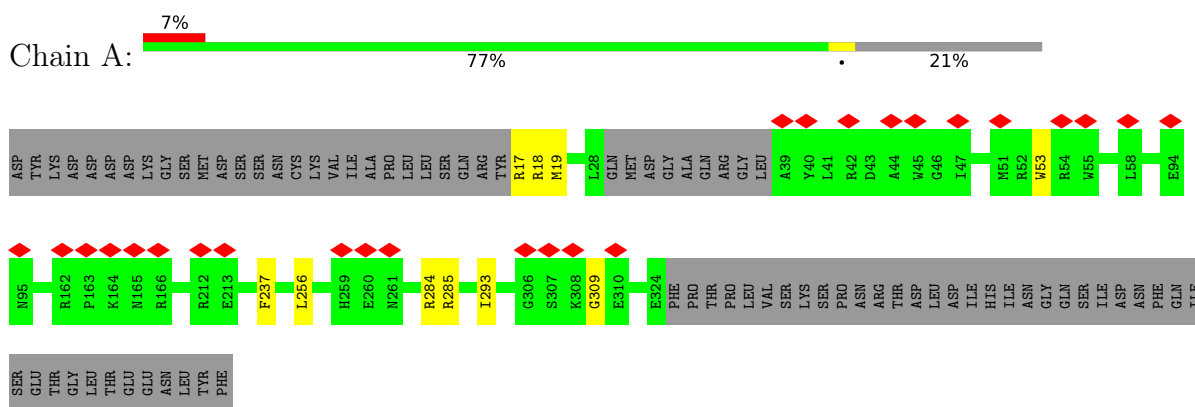 7%
Chain A:
77%
•
21%
ASP TYR LYS ASP ASP ASP ASP LYS GLY SER MET ASP SER SER ASN CYS LYS VAL ILE ALA PRO LEU LEU SER GLN ARG TYR R17 R18 M19 L28 GLN MET ASP GLY ALA GLN ARG GLY LEU A39 Y40 L41 R42 D43 A44 W45 G46 I47 M51 R52 W53 R54 W55 L58 E94
N95 R162 P163 K164 N165 R166 R212 E213 F237 L256 H259 E260 N261 R284 R285 I293 G306 S307 K308 G309 E310 E324 PHE PRO THR PRO LEU VAL SER LYS SER PRO ASN ARG THR ASP LEU ASP ILE HIS ILE ASN GLY GLN SER ILE ASP ASN PHE GLN ILE
SER GLU THR GLY LEU THR GLU GLU ASN LEU TYR PHE